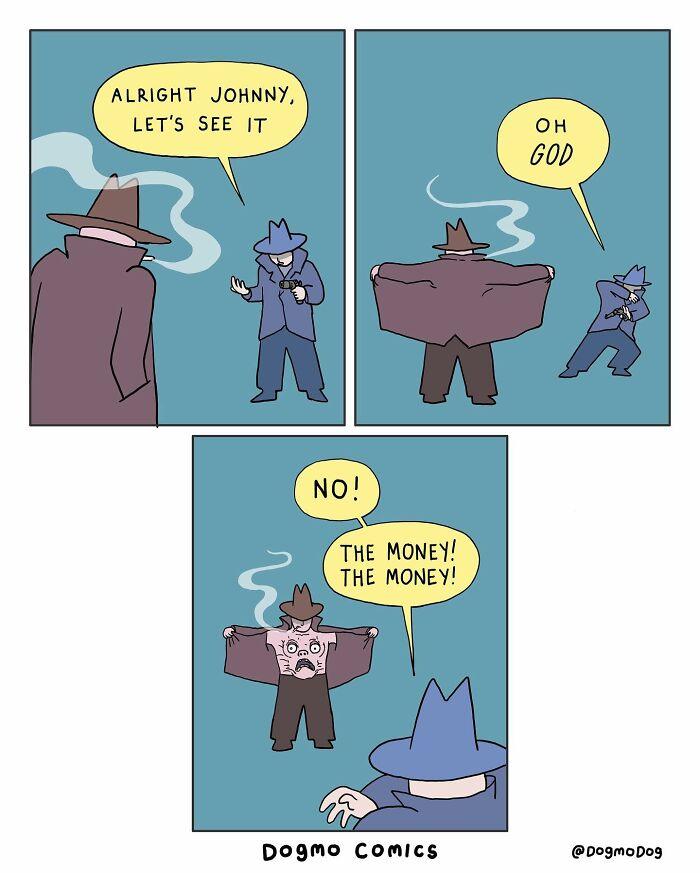 ALRIGHT JOHNNY,
LET'S SEE IT
OH
GOD
NO!
THE MONEY!
THE MONEY!
DOgmO COmIcs
@DogmoDog